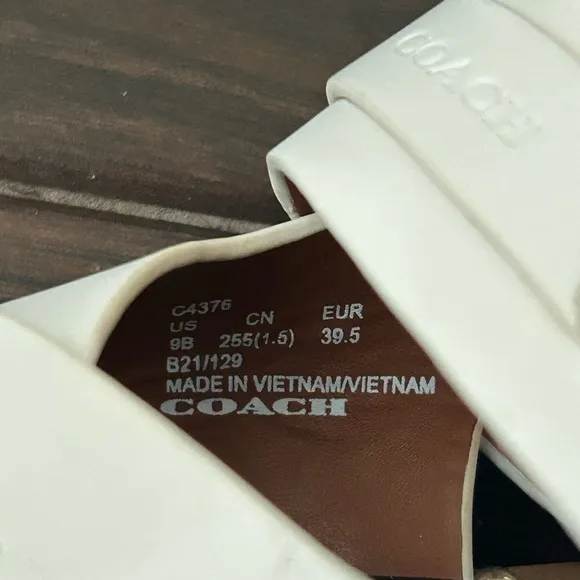 COACH
C4376
US CN EUR
9B 255(1.5) 39.5
B21/129
MADE IN VIETNAM/VIETNAM
COACH